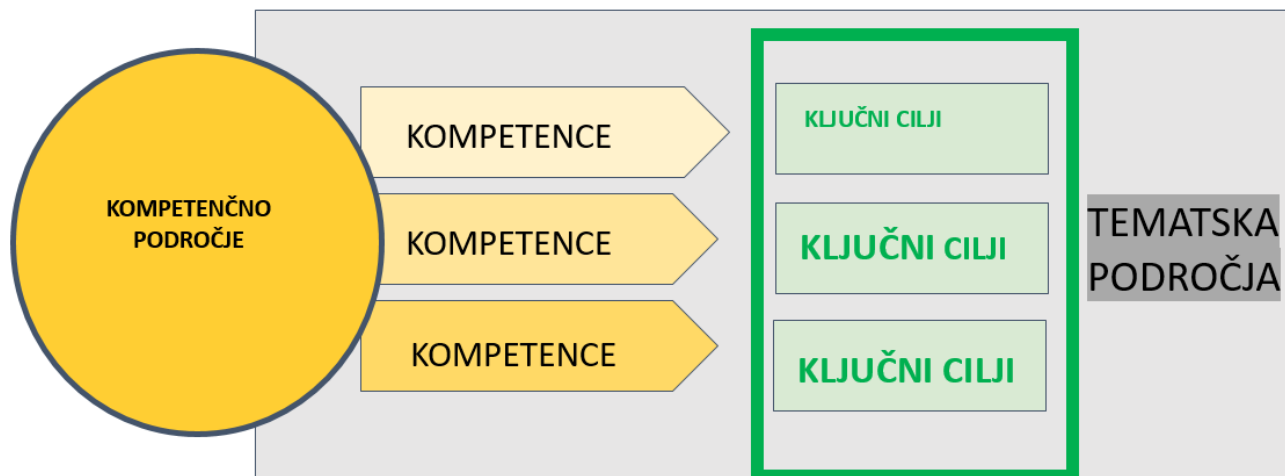 KOMPETENČNO
PODROČJE
KOMPETENCE
KOMPETENCE
KOMPETENCE
KLJUČNI CILJI
KLJUČNI CILJI
KLJUČNI CILJI
TEMATSKA
PODROČJA